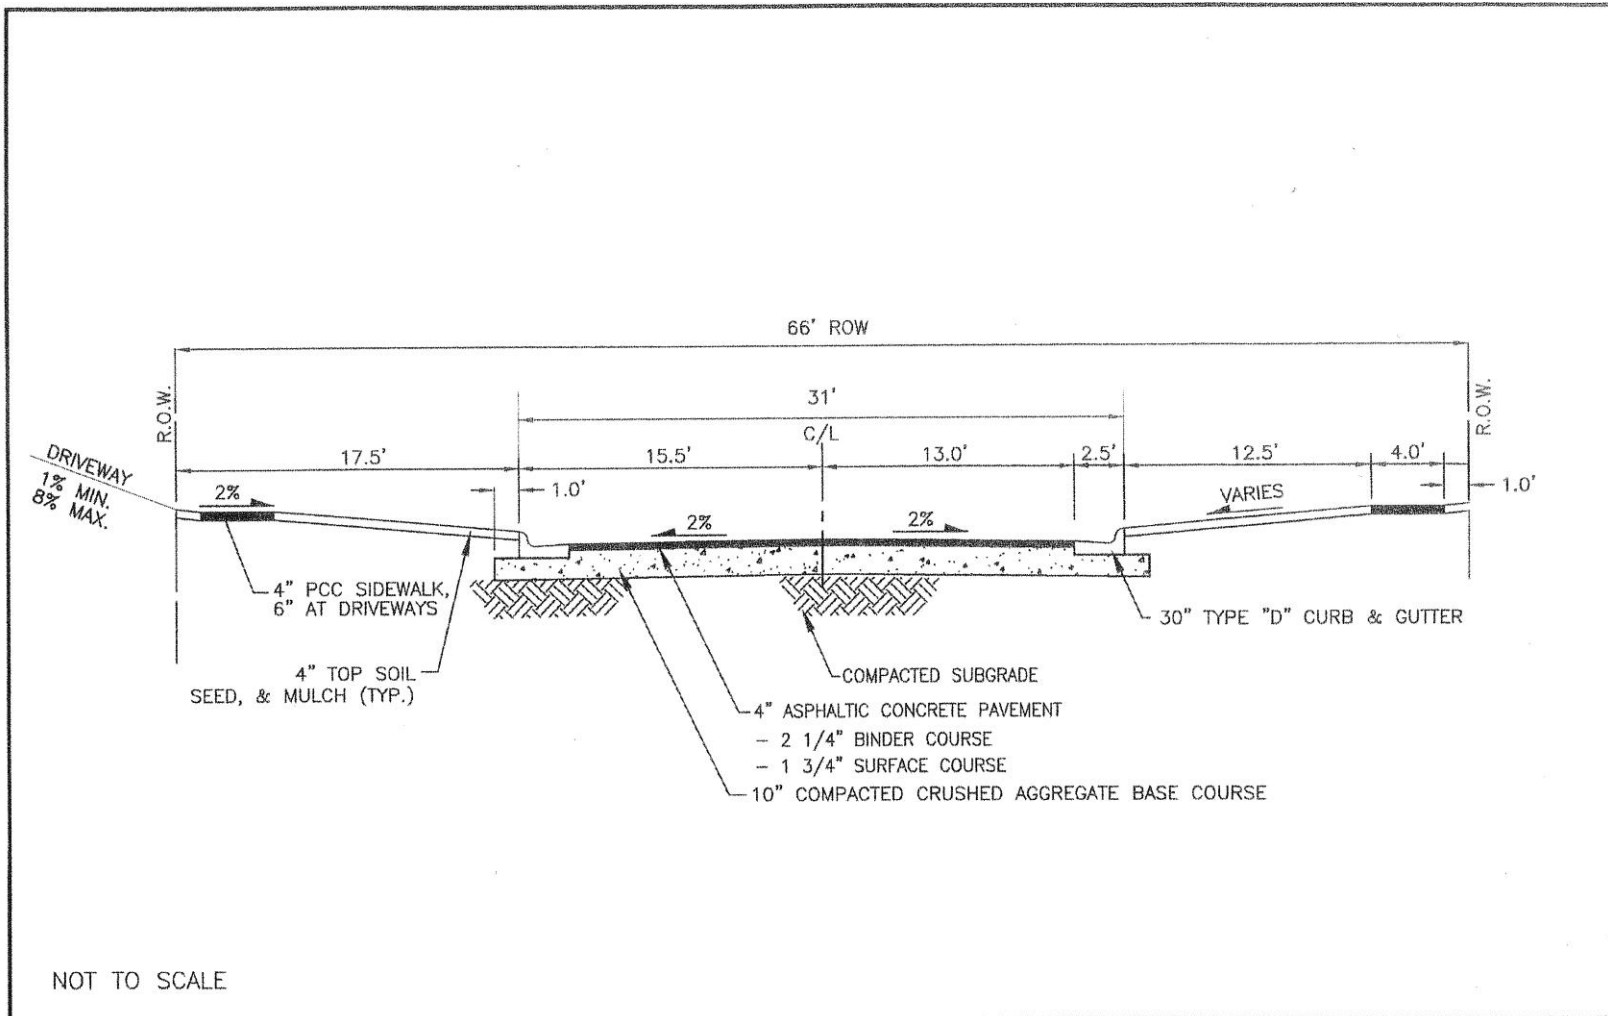 66' ROW
R.O.W.
31'
R.O.W.
C/L
17.5'
15.5'
13.0'
2.5'
12.5'
4.0'
DRIVEWAY
1% MIN.
8% MAX.
2%
1.0'
2%
2%
VARIES
1.0'
4" PCC SIDEWALK,
6" AT DRIVEWAYS
30" TYPE "D" CURB & GUTTER
4" TOP SOIL
SEED, & MULCH (TYP.)
COMPACTED SUBGRADE
4" ASPHALTIC CONCRETE PAVEMENT
- 2 1/4" BINDER COURSE
- 1 3/4" SURFACE COURSE
10" COMPACTED CRUSHED AGGREGATE BASE COURSE
NOT TO SCALE